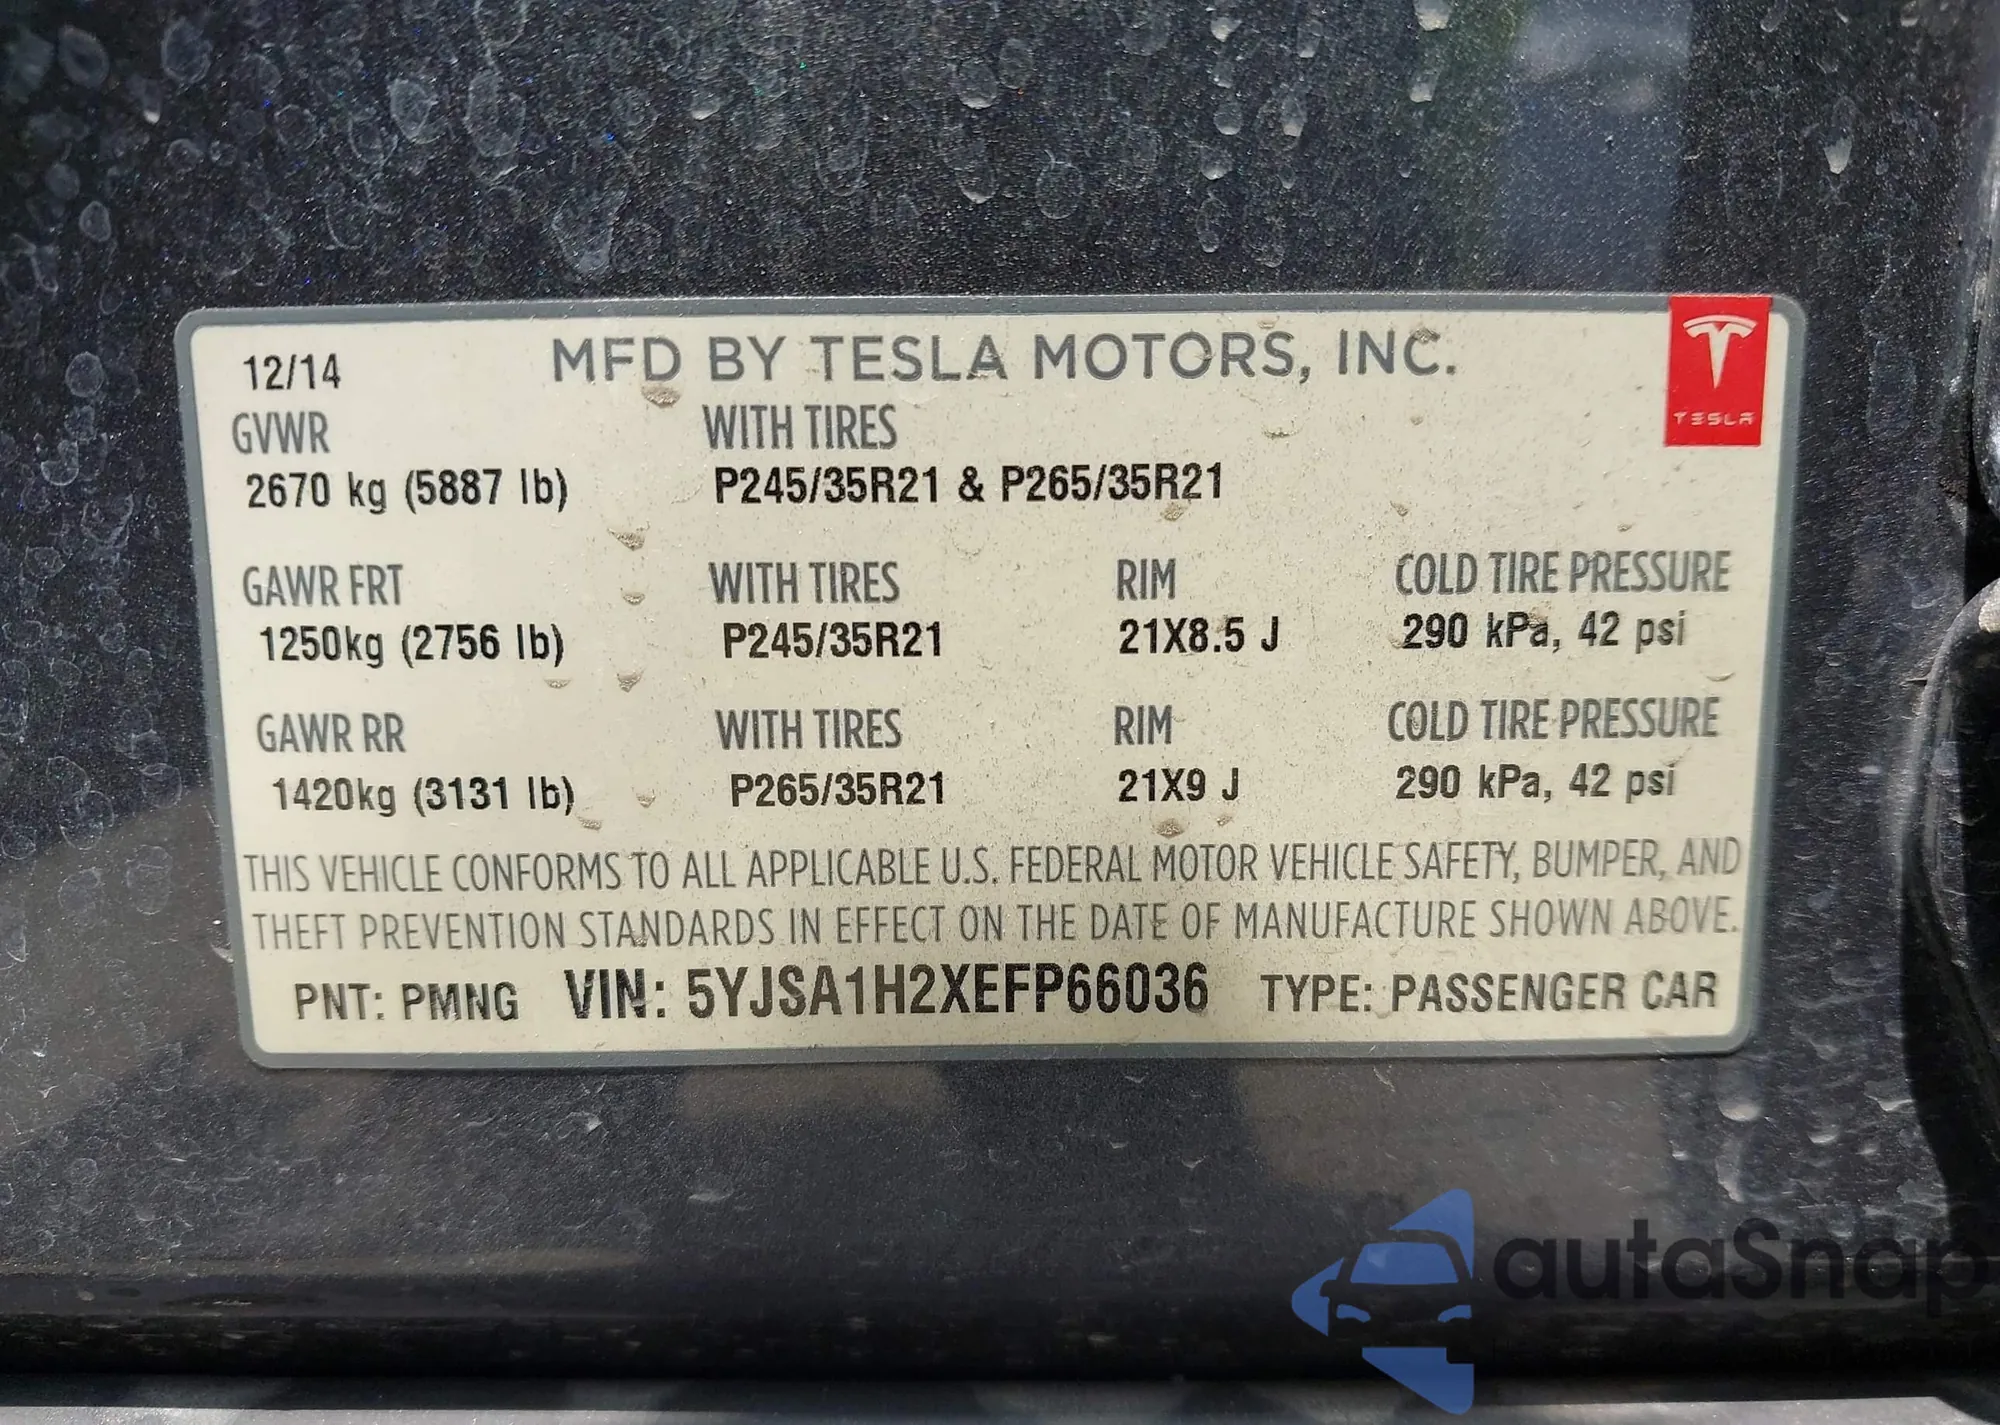 12/14 MFD BY TESLA MOTORS, INC.
TESLA
GVWR WITH TIRES
2670 kg (5887 lb) P245/35R21 & P265/35R21
GAWR FRT WITH TIRES RIM COLD TIRE PRESSURE
1250kg (2756 lb) P245/35R21 21X8.5 J 290 kPa, 42 psi
GAWR RR WITH TIRES RIM COLD TIRE PRESSURE
1420kg (3131 lb) P265/35R21 21X9 J 290 kPa, 42 psi
THIS VEHICLE CONFORMS TO ALL APPLICABLE U.S. FEDERAL MOTOR VEHICLE SAFETY, BUMPER, AND
THEFT PREVENTION STANDARDS IN EFFECT ON THE DATE OF MANUFACTURE SHOWN ABOVE.
PNT: PMNG VIN: 5YJSA1H2XEFP66036 TYPE: PASSENGER CAR
autaSnap